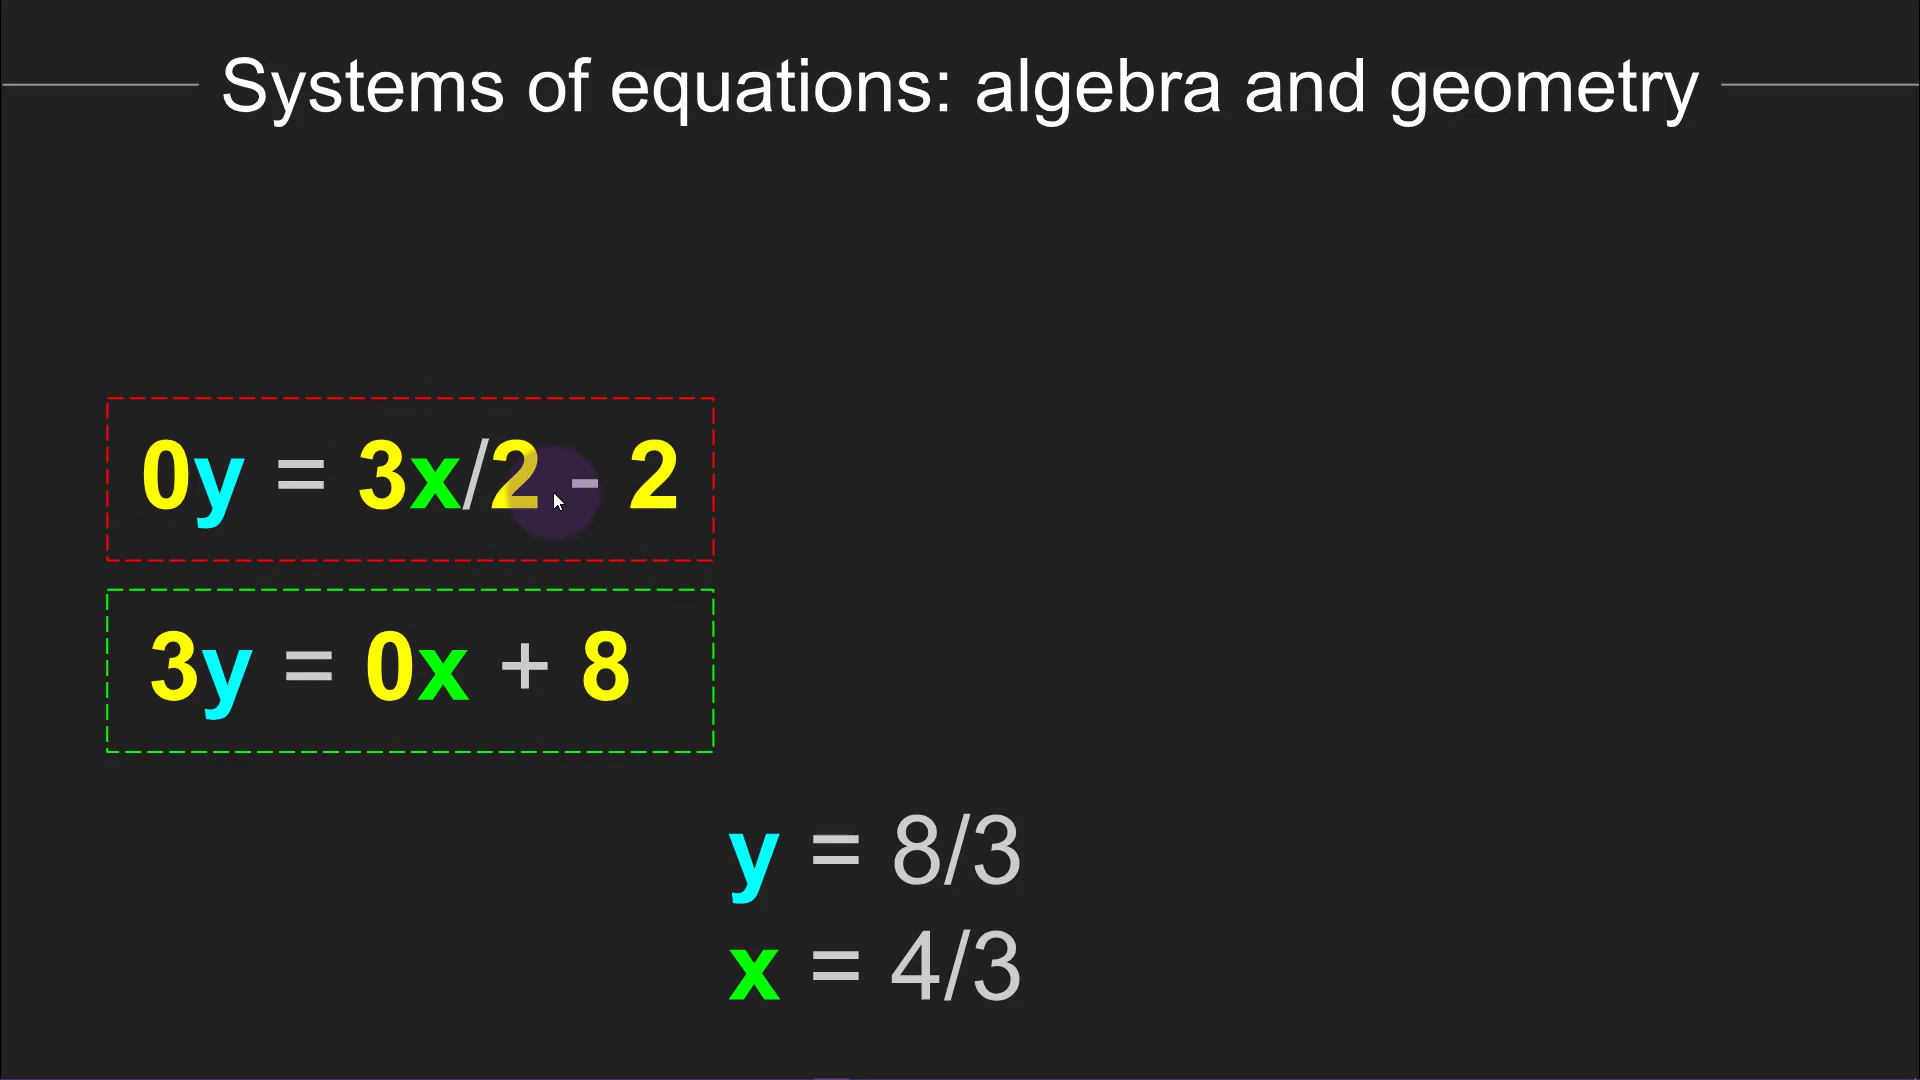 Systems of equations: algebra and geometry
0y = 3x/2 - 2
3y = 0x + 8
y = 8/3
x = 4/3